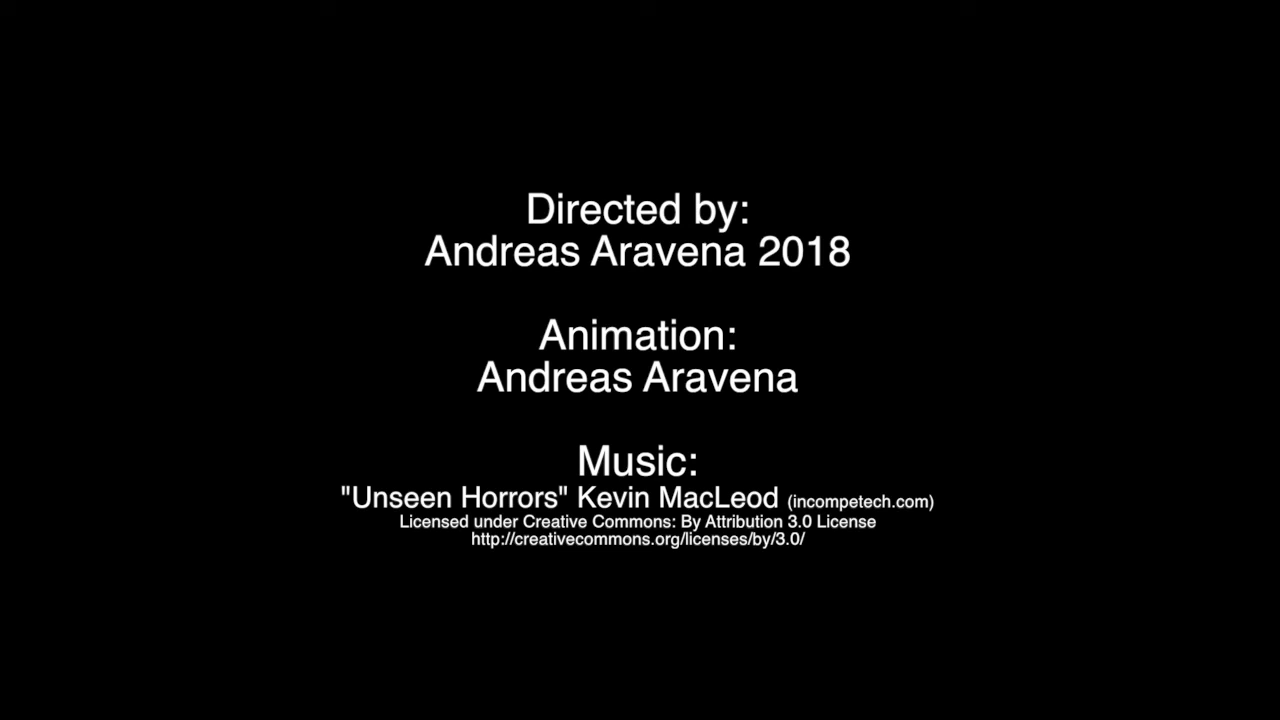 Directed by:
Andreas Aravena 2018
Animation:
Andreas Aravena
Music:
"Unseen Horrors" Kevin MacLeod (incompetech.com)
Licensed under Creative Commons: By Attribution 3.0 License
http://creativecommons.org/licenses/by/3.0/